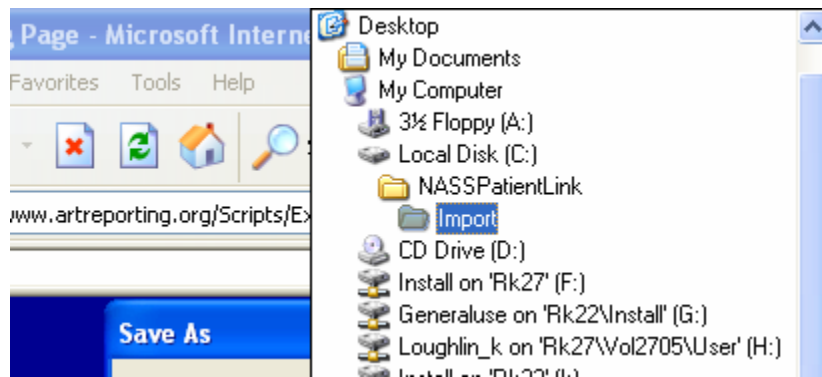 Page - Microsoft Interne
Favorites Tools Help
www.artreporting.org/Scripts/Ex
Save As
Desktop
My Documents
My Computer
3½ Floppy (A:)
Local Disk (C:)
NASSPatientLink
Import
CD Drive (D:)
Install on 'Rk27' (F:)
Generaluse on 'Rk22\Install' (G:)
Loughlin_k on 'Rk27\Vol2705\User' (H:)